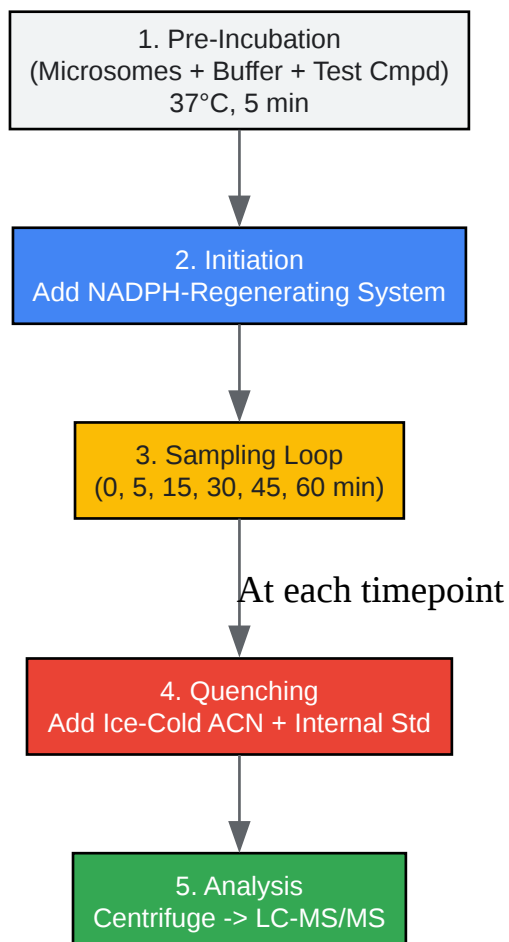 1. Pre-Incubation
(Microsomes + Buffer + Test Cmpd)
37°C, 5 min
2. Initiation
Add NADPH-Regenerating System
3. Sampling Loop
(0, 5, 15, 30, 45, 60 min)
At each timepoint
4. Quenching
Add Ice-Cold ACN + Internal Std
5. Analysis
Centrifuge -> LC-MS/MS